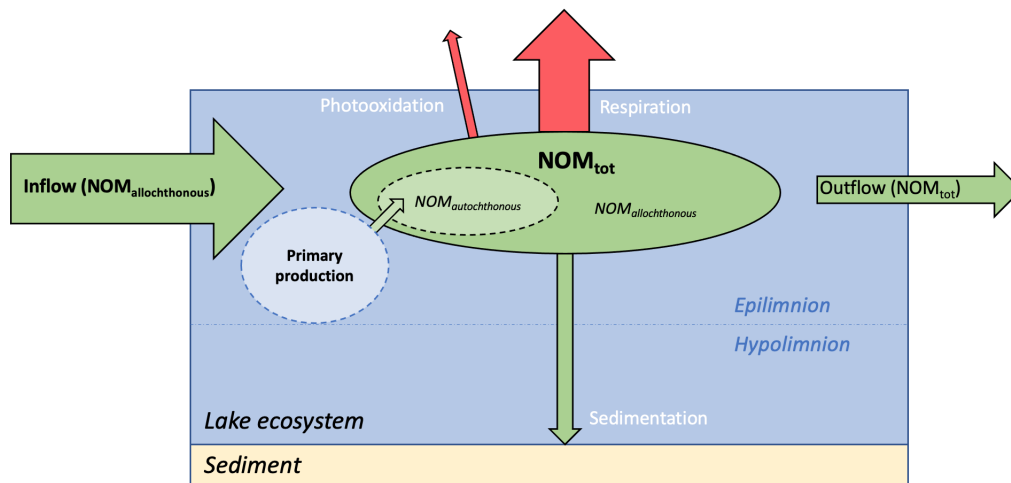 Photooxidation
Respiration
NOMtot
Inflow (NOMallochthonous)
Outflow (NOMtot)
NOMautochthonous
NOMallochthonous
Primary
production
Epilimnion
Hypolimnion
Lake ecosystem
Sedimentation
Sediment